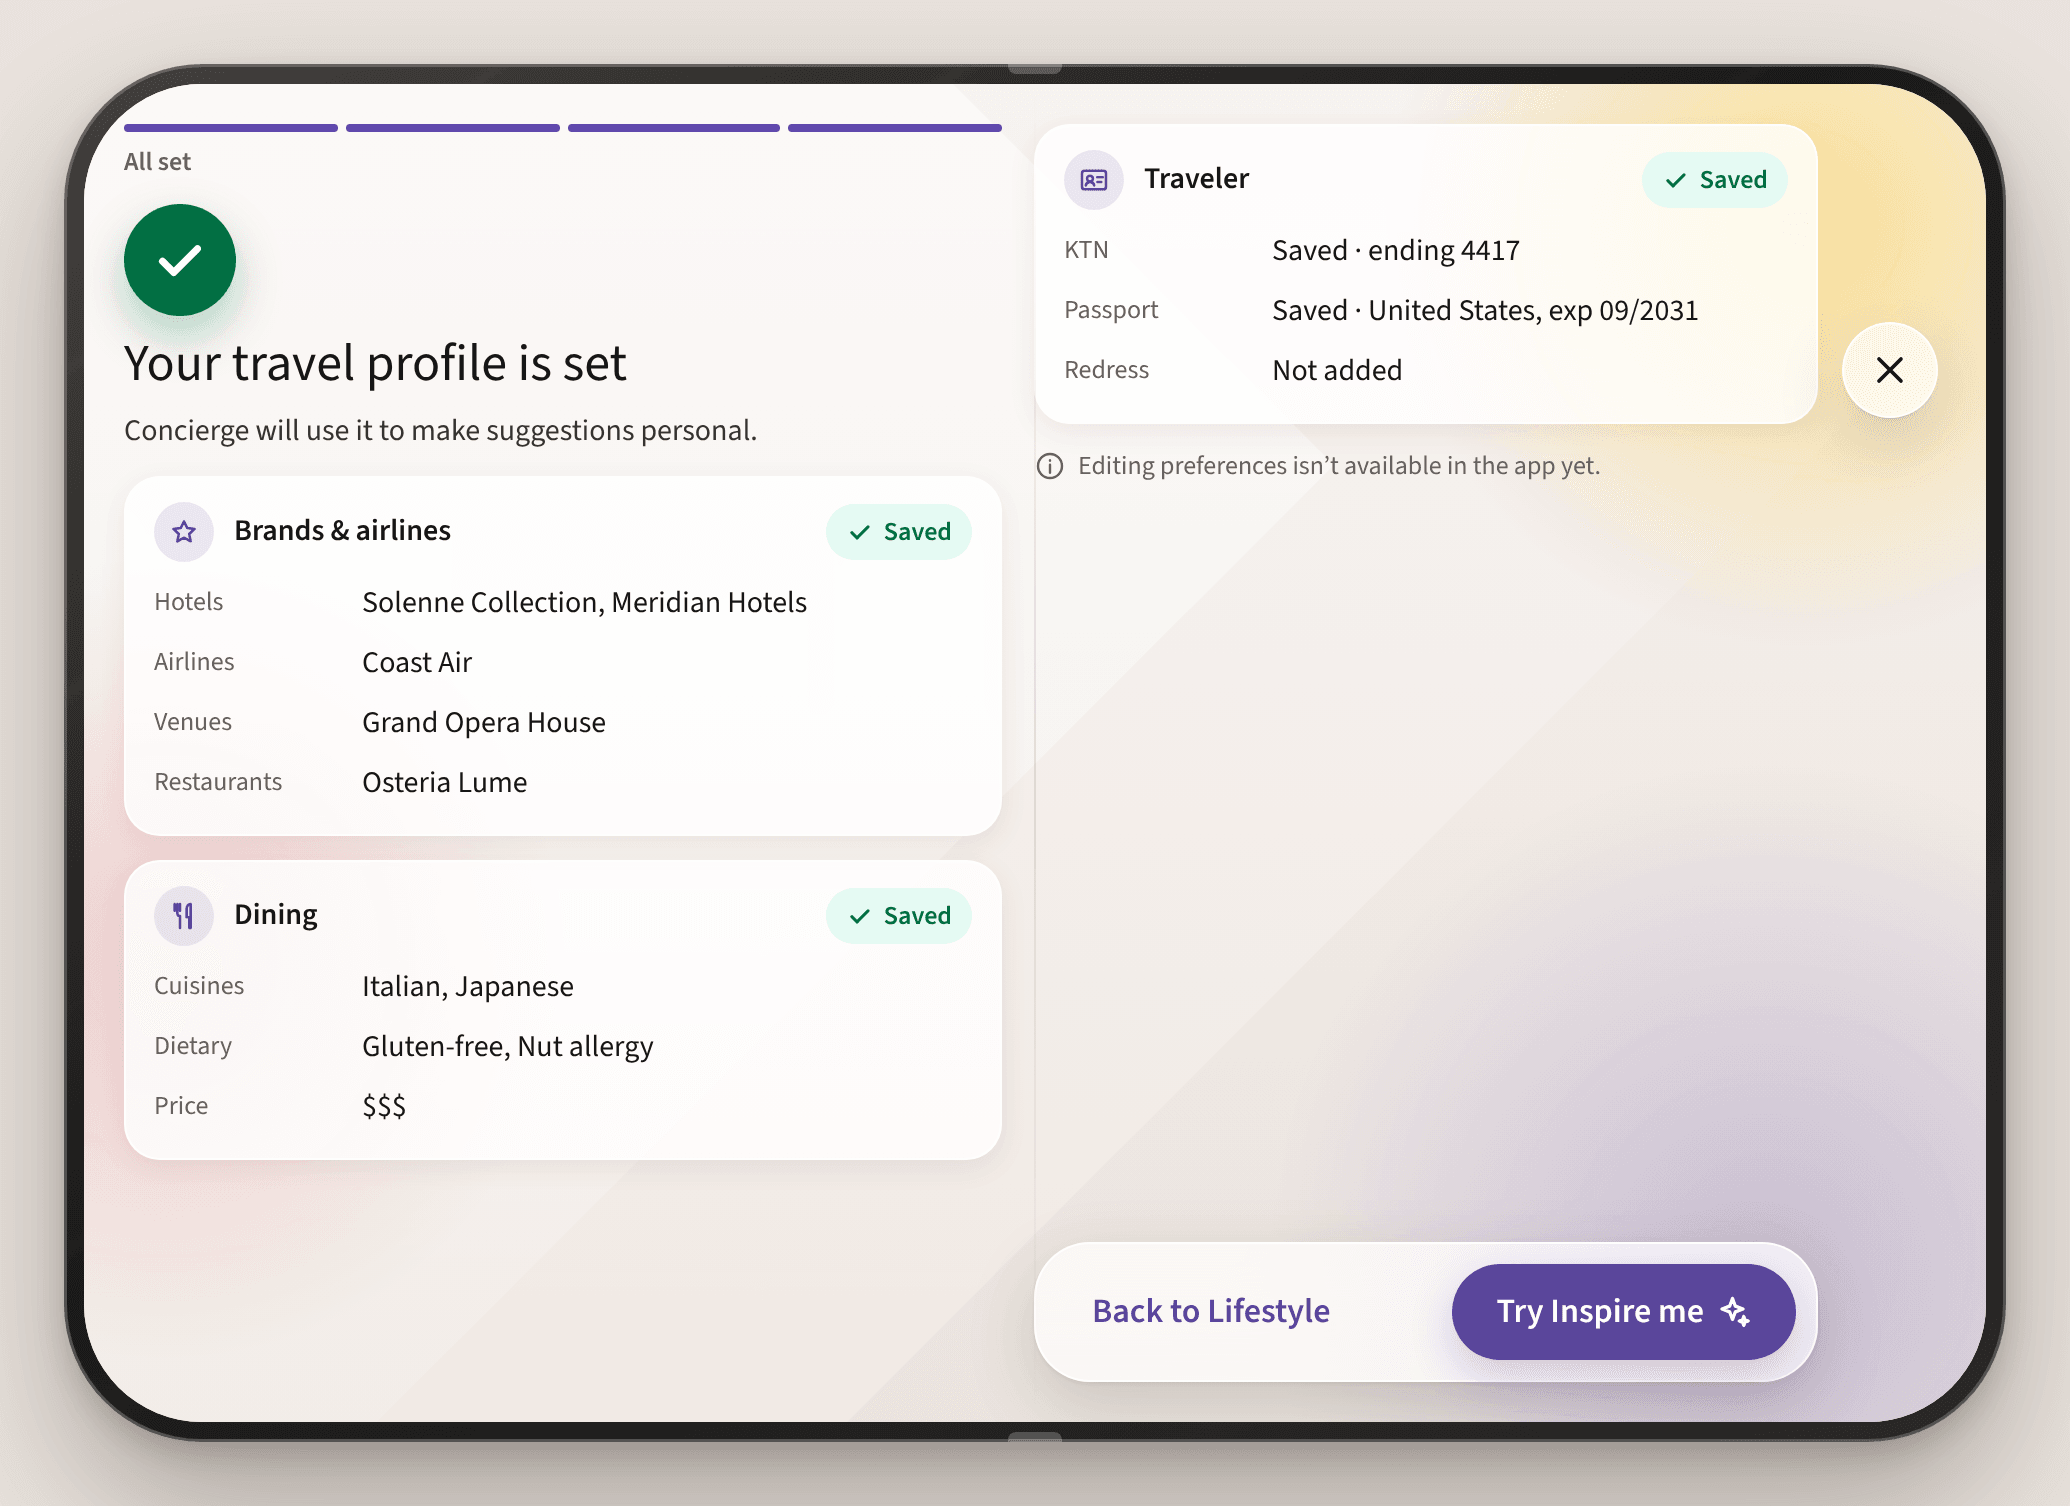 All set
Your travel profile is set
Concierge will use it to make suggestions personal.
Brands & airlines
Saved
Hotels Solenne Collection, Meridian Hotels
Airlines Coast Air
Venues Grand Opera House
Restaurants Osteria Lume
Dining
Saved
Cuisines Italian, Japanese
Dietary Gluten-free, Nut allergy
Price $$$
Traveler
Saved
KTN Saved · ending 4417
Passport Saved · United States, exp 09/2031
Redress Not added
Editing preferences isn’t available in the app yet.
Back to Lifestyle
Try Inspire me